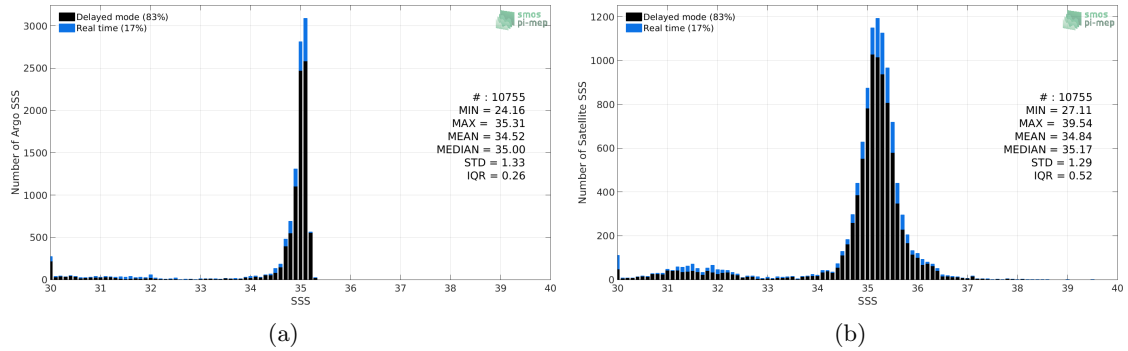 Delayed mode (83%)
Real time (17%)
smos
pi-mep
3000
2500
2000
1500
1000
500
0
Number of Argo SSS
# : 10755
MIN = 24.16
MAX = 35.31
MEAN = 34.52
MEDIAN = 35.00
STD = 1.33
IQR = 0.26
30 31 32 33 34 35 36 37 38 39 40
SSS
(a)
Delayed mode (83%)
Real time (17%)
smos
pi-mep
1200
1000
800
600
400
200
0
Number of Satellite SSS
# : 10755
MIN = 27.11
MAX = 39.54
MEAN = 34.84
MEDIAN = 35.17
STD = 1.29
IQR = 0.52
30 31 32 33 34 35 36 37 38 39 40
SSS
(b)